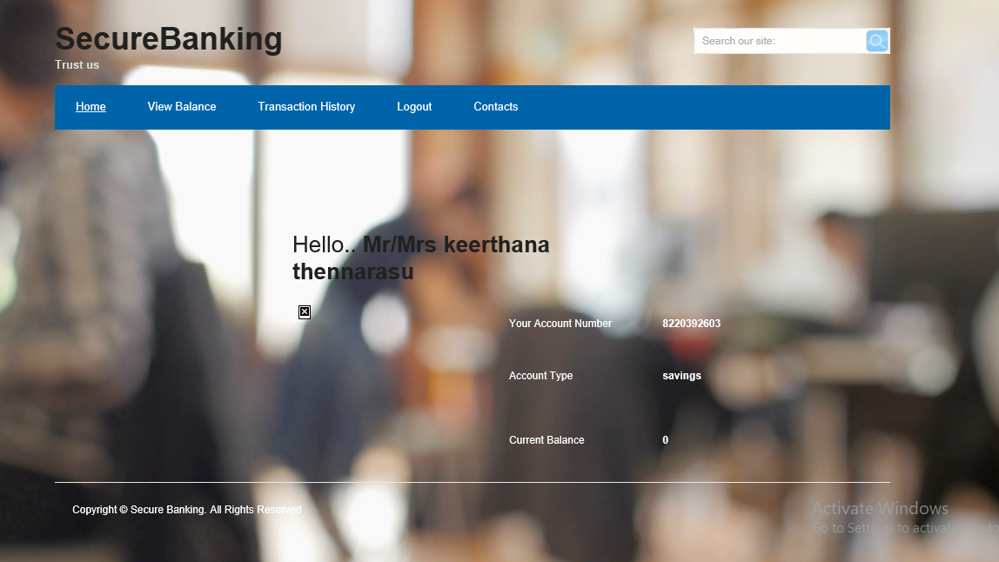 SecureBanking
Trust us
Search our site:
Home View Balance Transaction History Logout Contacts
Hello.. Mr/Mrs keerthana
thennarasu
Your Account Number 8220392603
Account Type savings
Current Balance 0
Copyright © Secure Banking. All Rights Reserved
Activate Windows
Go to Settings to activate Windo